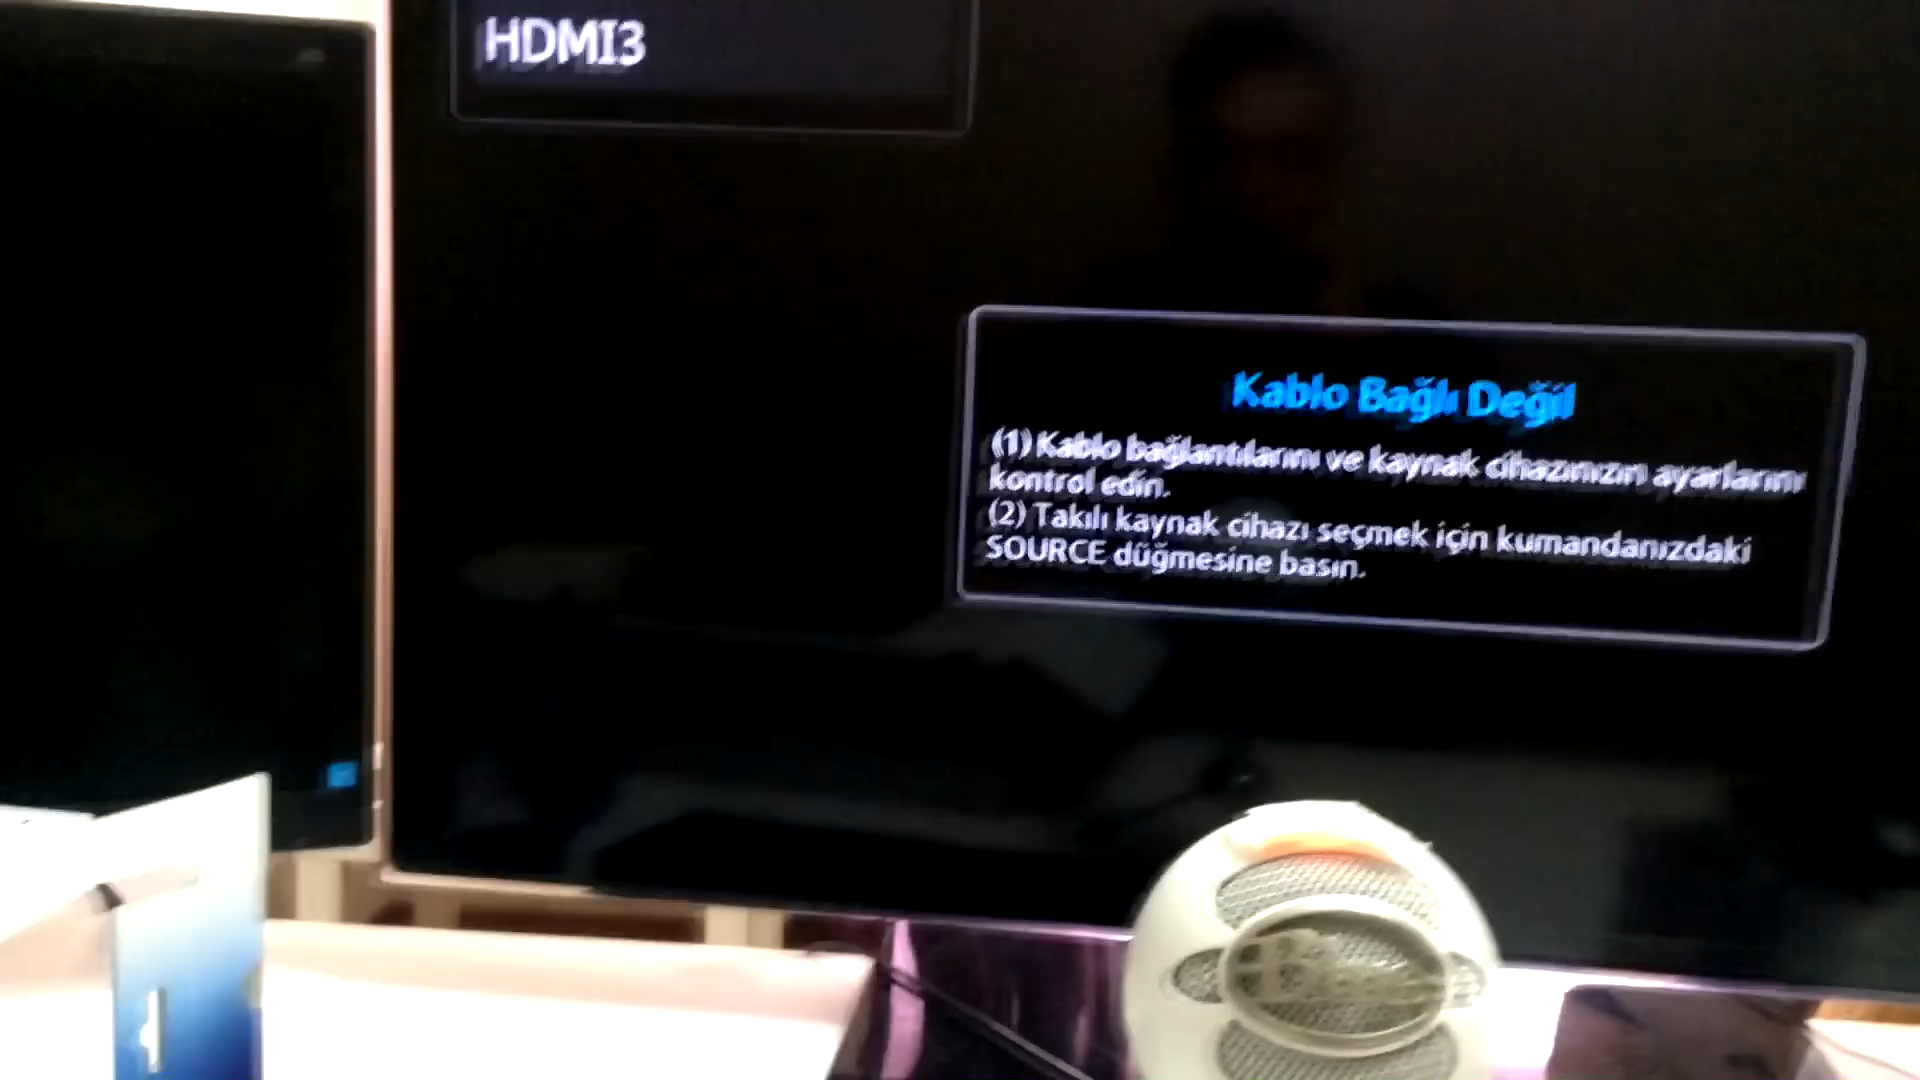 HDMI3
Kablo Bağlı Değil
(1) Kablo bağlantılarını ve kaynak cihazınızın ayarlarını
kontrol edin.
(2) Takılı kaynak cihazı seçmek için kumandanızdaki
SOURCE düğmesine basın.